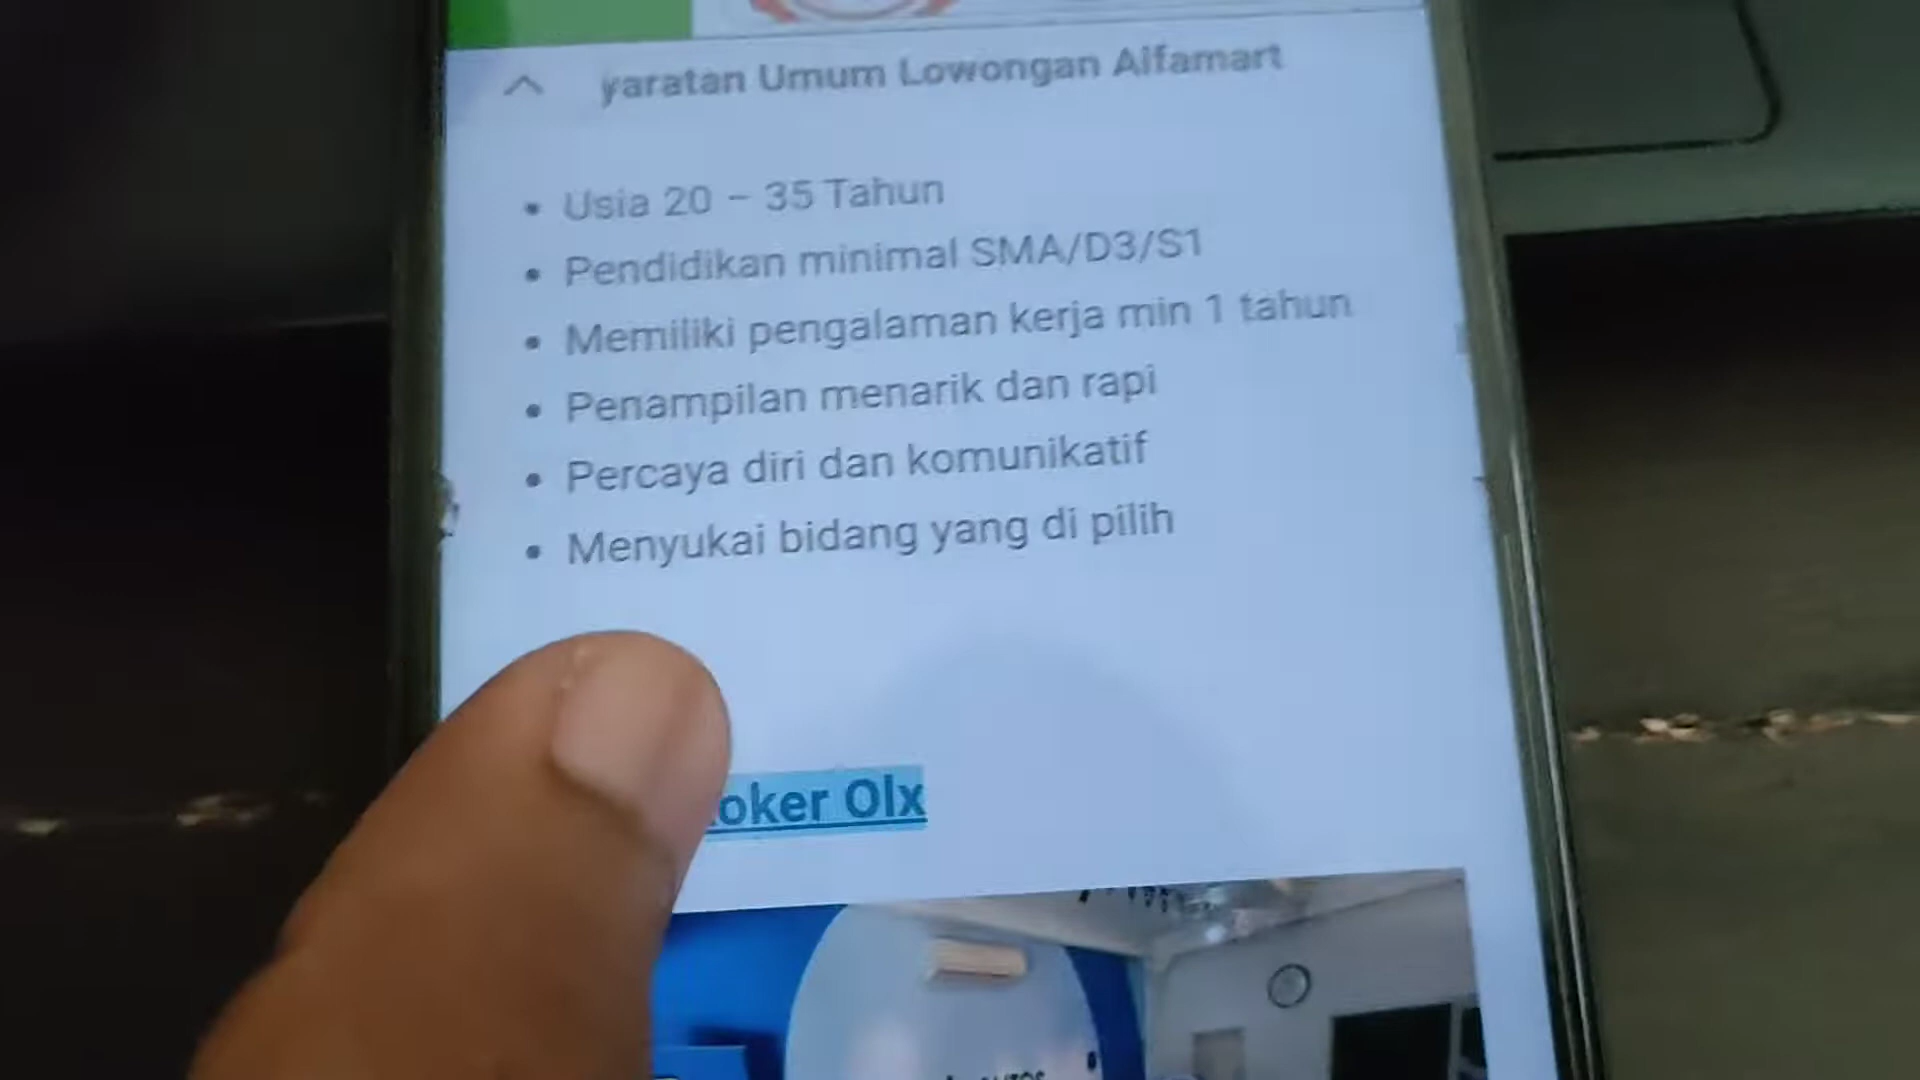 yaratan Umum Lowongan Alfamart
• Usia 20 – 35 Tahun
• Pendidikan minimal SMA/D3/S1
• Memiliki pengalaman kerja min 1 tahun
• Penampilan menarik dan rapi
• Percaya diri dan komunikatif
• Menyukai bidang yang di pilih
oker Olx